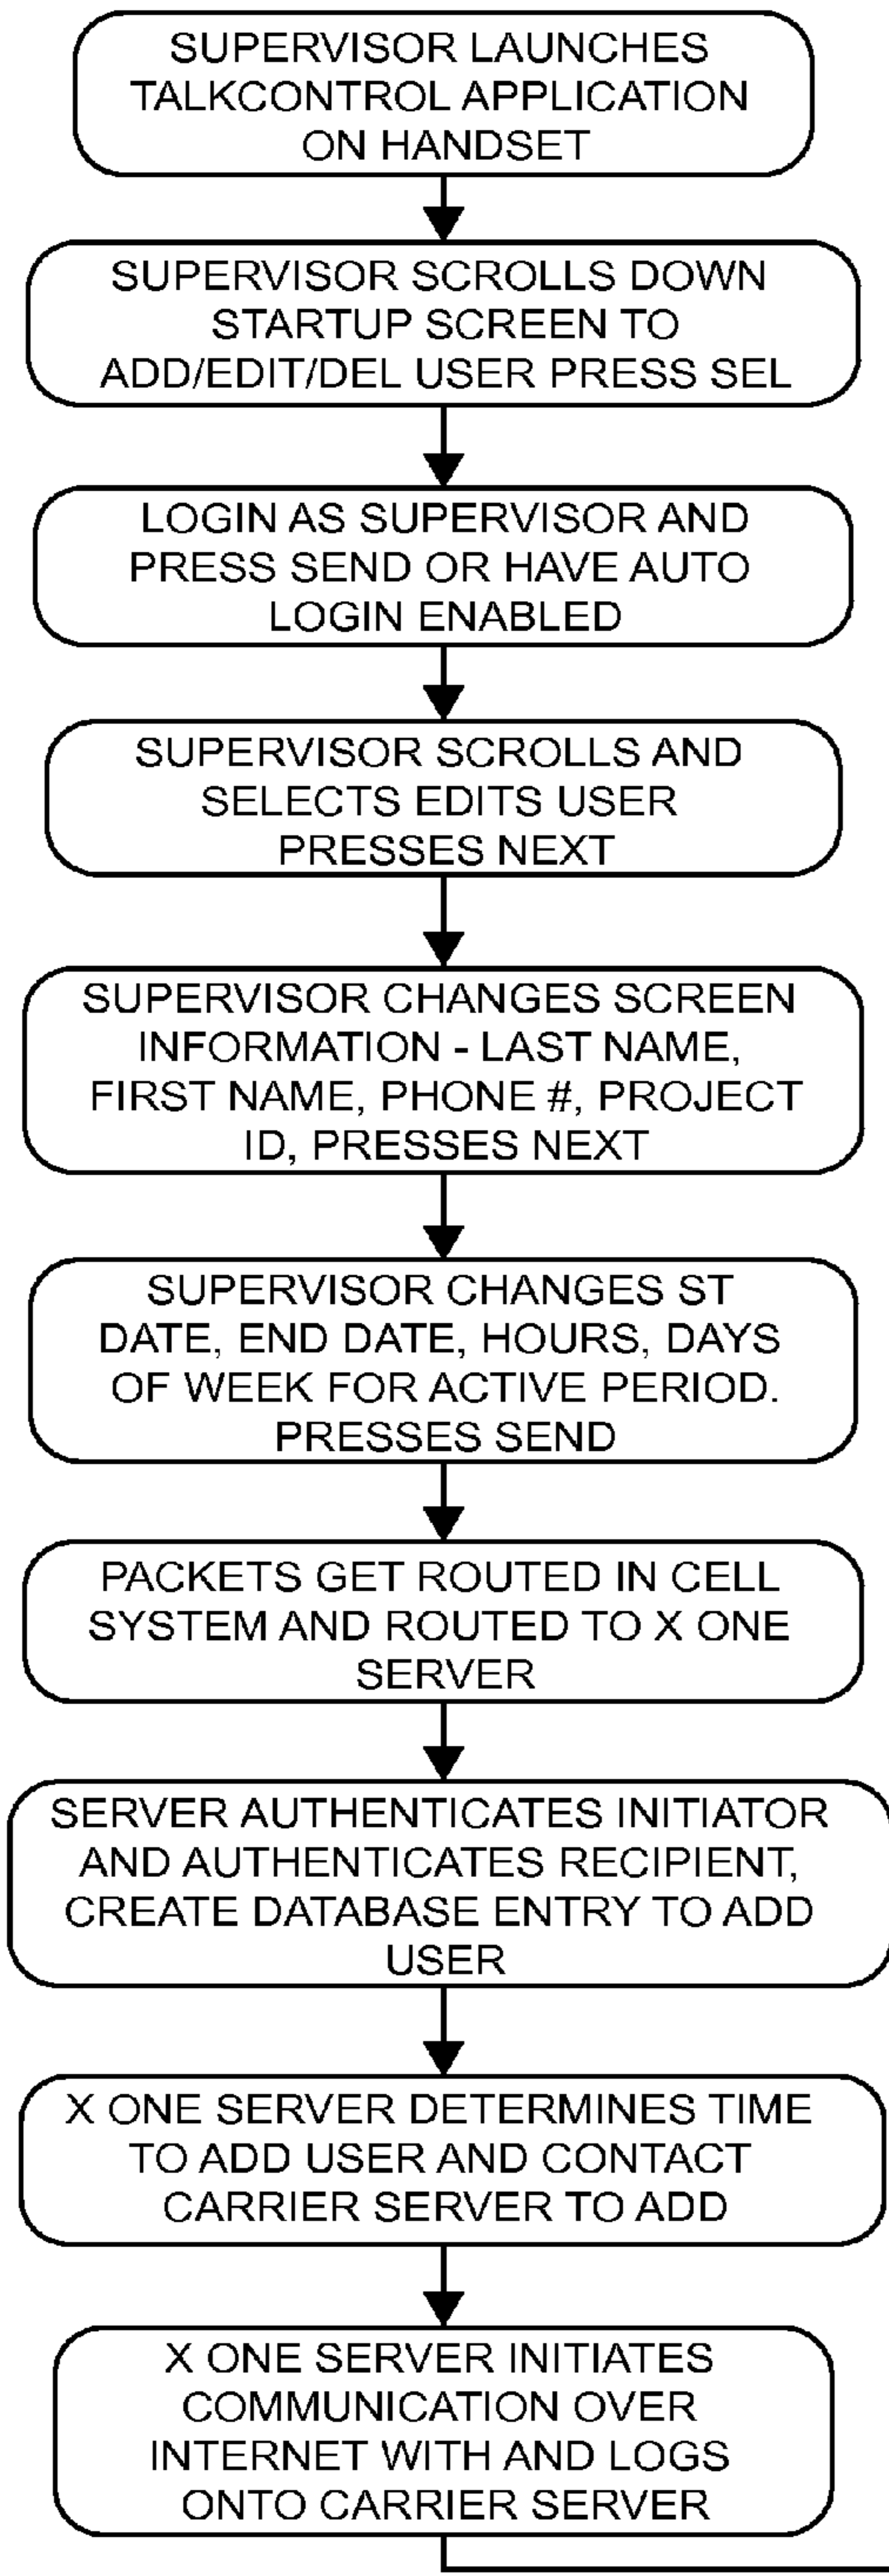 SUPERVISOR LAUNCHES
TALKCONTROL APPLICATION
ON HANDSET
SUPERVISOR SCROLLS DOWN
STARTUP SCREEN TO
ADD/EDIT/DEL USER PRESS SEL
LOGIN AS SUPERVISOR AND
PRESS SEND OR HAVE AUTO
LOGIN ENABLED
SUPERVISOR SCROLLS AND
SELECTS EDITS USER
PRESSES NEXT
SUPERVISOR CHANGES SCREEN
INFORMATION - LAST NAME,
FIRST NAME, PHONE #, PROJECT
ID, PRESSES NEXT
SUPERVISOR CHANGES ST
DATE, END DATE, HOURS, DAYS
OF WEEK FOR ACTIVE PERIOD.
PRESSES SEND
PACKETS GET ROUTED IN CELL
SYSTEM AND ROUTED TO X ONE
SERVER
SERVER AUTHENTICATES INITIATOR
AND AUTHENTICATES RECIPIENT,
CREATE DATABASE ENTRY TO ADD
USER
X ONE SERVER DETERMINES TIME
TO ADD USER AND CONTACT
CARRIER SERVER TO ADD
X ONE SERVER INITIATES
COMMUNICATION OVER
INTERNET WITH AND LOGS
ONTO CARRIER SERVER